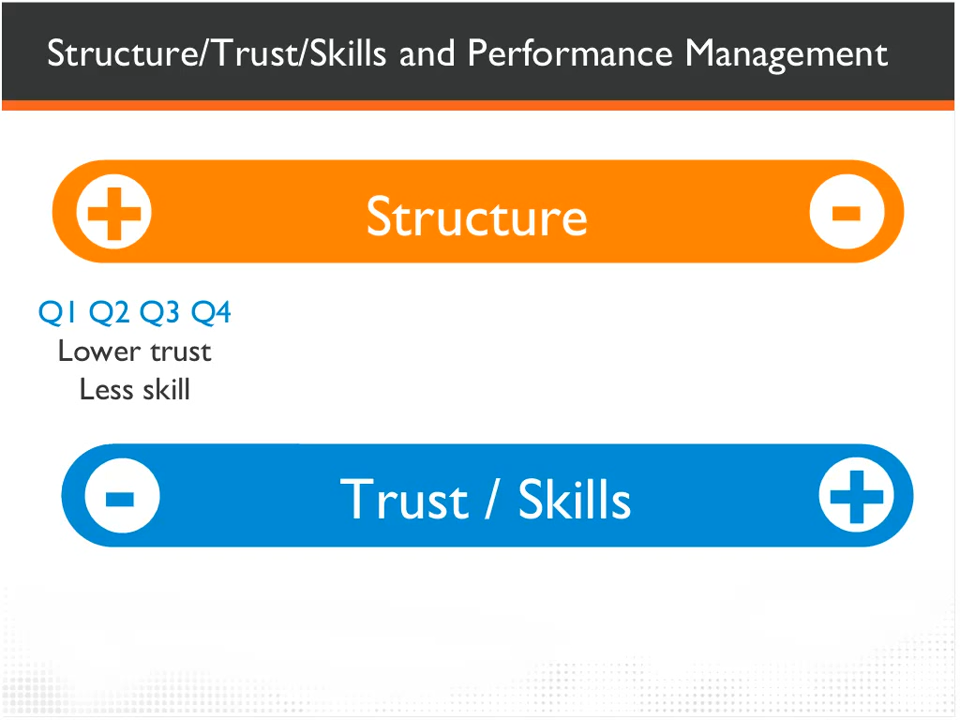 Structure/Trust/Skills and Performance Management
+ Structure -
Q1 Q2 Q3 Q4
Lower trust
Less skill
- Trust / Skills +